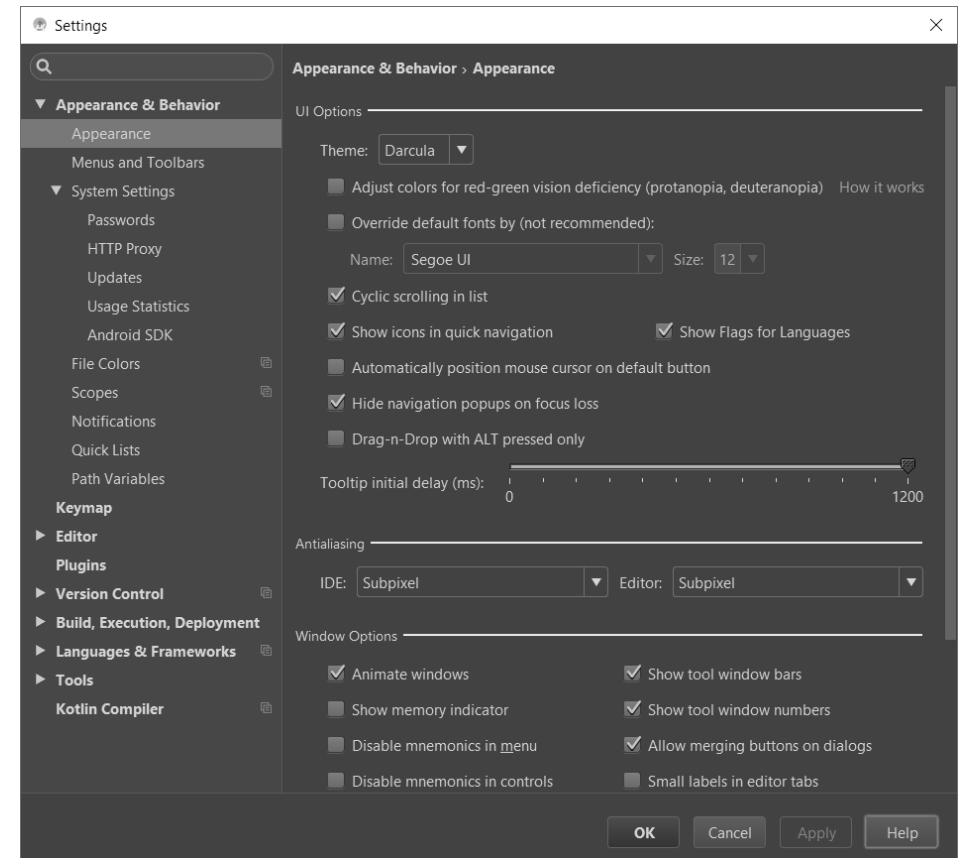 Settings
Appearance & Behavior
Appearance
Menus and Toolbars
System Settings
Passwords
HTTP Proxy
Updates
Usage Statistics
Android SDK
File Colors
Scopes
Notifications
Quick Lists
Path Variables
Keymap
Editor
Plugins
Version Control
Build, Execution, Deployment
Languages & Frameworks
Tools
Kotlin Compiler
Appearance & Behavior › Appearance
UI Options
Theme: Darcula
Adjust colors for red-green vision deficiency (protanopia, deuteranopia) How it works
Override default fonts by (not recommended):
Name: Segoe UI Size: 12
Cyclic scrolling in list
Show icons in quick navigation Show Flags for Languages
Automatically position mouse cursor on default button
Hide navigation popups on focus loss
Drag-n-Drop with ALT pressed only
Tooltip initial delay (ms):
0 1200
Antialiasing
IDE: Subpixel Editor: Subpixel
Window Options
Animate windows Show tool window bars
Show memory indicator Show tool window numbers
Disable mnemonics in menu Allow merging buttons on dialogs
Disable mnemonics in controls Small labels in editor tabs
OK Cancel Apply Help